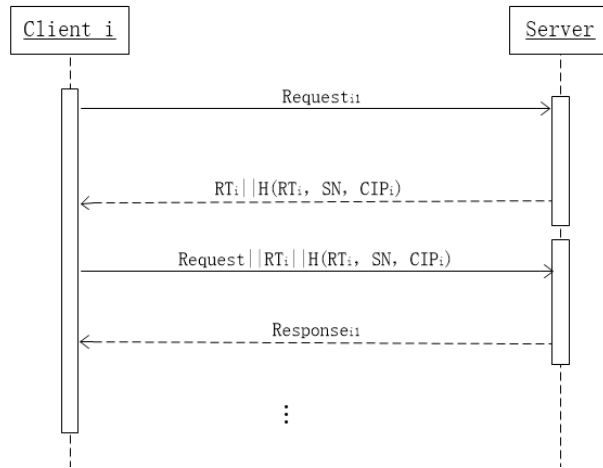 Client i
Server
Requestᵢ₁
RTᵢ||H(RTᵢ, SN, CIPᵢ)
Request||RTᵢ||H(RTᵢ, SN, CIPᵢ)
Responseᵢ₁
⋮